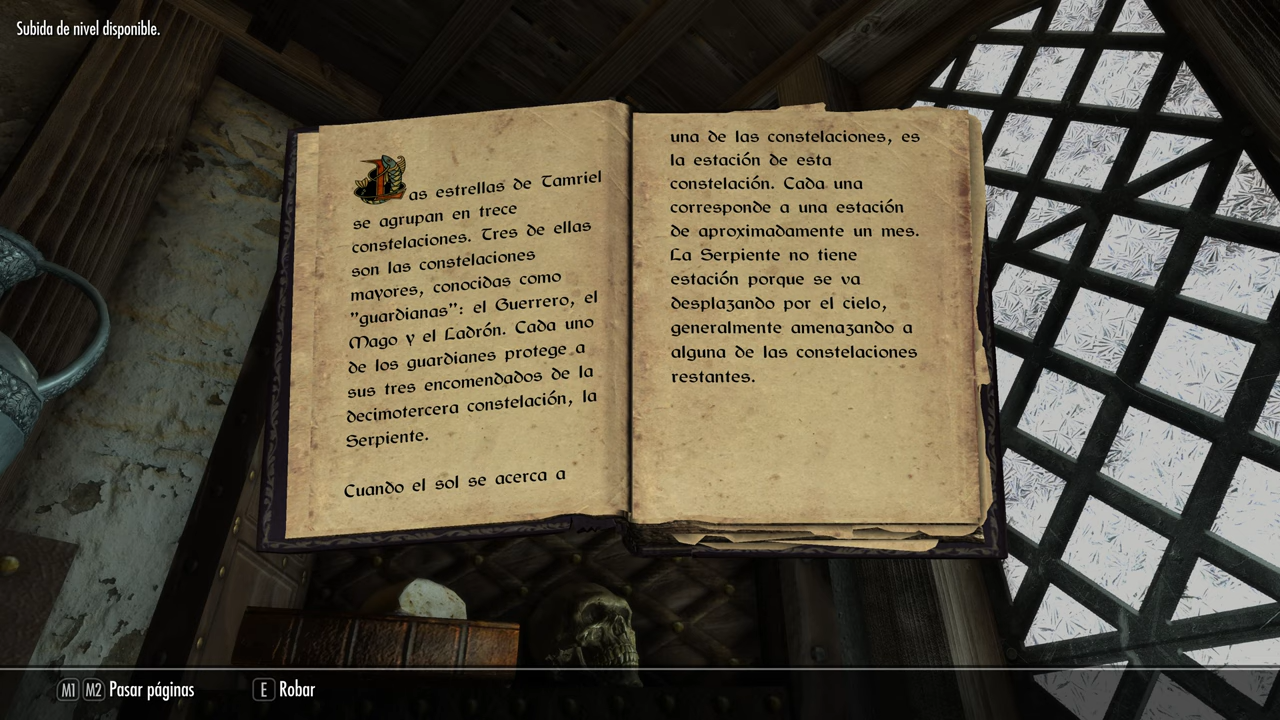 Subida de nivel disponible.
Las estrellas de Tamriel
se agrupan en trece
constelaciones. Tres de ellas
son las constelaciones
mayores, conocidas como
"guardianas": el Guerrero, el
Mago y el Ladrón. Cada uno
de los guardianes protege a
sus tres encomendados de la
decimotercera constelación, la
Serpiente.
Cuando el sol se acerca a
una de las constelaciones, es
la estación de esta
constelación. Cada una
corresponde a una estación
de aproximadamente un mes.
La Serpiente no tiene
estación porque se va
desplazando por el cielo,
generalmente amenazando a
alguna de las constelaciones
restantes.
M1 M2 Pasar páginas
E Robar